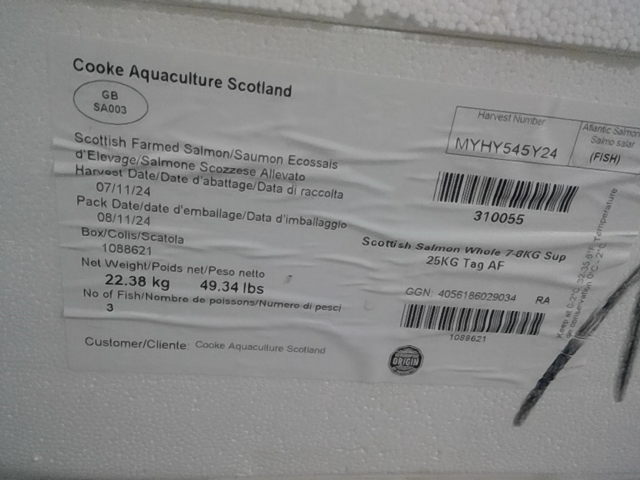 Cooke Aquaculture Scotland
GB
SA003
Harvest Number
MYHY545Y24
Atlantic Salmon
Salmo salar
(FISH)
Scottish Farmed Salmon/Saumon Ecossais
d'Elevage/Salmone Scozzese Allevato
Harvest Date/Date d'abattage/Data di raccolta
07/11/24
Pack Date/date d'emballage/Data d'imballaggio
08/11/24
Box/Colis/Scatola
1088621
Net Weight/Poids net/Peso netto
22.38 kg 49.34 lbs
No of Fish/Nombre de poissons/Numero di pesci
3
Customer/Cliente: Cooke Aquaculture Scotland
310055
Scottish Salmon Whole 7-8KG Sup
25KG Tag AF
GGN: 4056186029034 RA
1088621
ORIGIN
Temperature